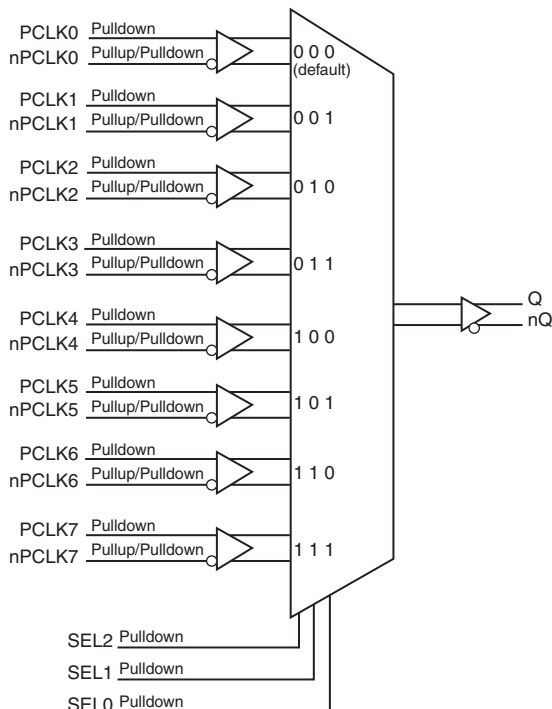 PCLK0 Pulldown
nPCLK0 Pullup/Pulldown
0 0 0
(default)
PCLK1 Pulldown
nPCLK1 Pullup/Pulldown
0 0 1
PCLK2 Pulldown
nPCLK2 Pullup/Pulldown
0 1 0
PCLK3 Pulldown
nPCLK3 Pullup/Pulldown
0 1 1
PCLK4 Pulldown
nPCLK4 Pullup/Pulldown
1 0 0
PCLK5 Pulldown
nPCLK5 Pullup/Pulldown
1 0 1
PCLK6 Pulldown
nPCLK6 Pullup/Pulldown
1 1 0
PCLK7 Pulldown
nPCLK7 Pullup/Pulldown
1 1 1
Q
nQ
SEL2 Pulldown
SEL1 Pulldown
SEL0 Pulldown